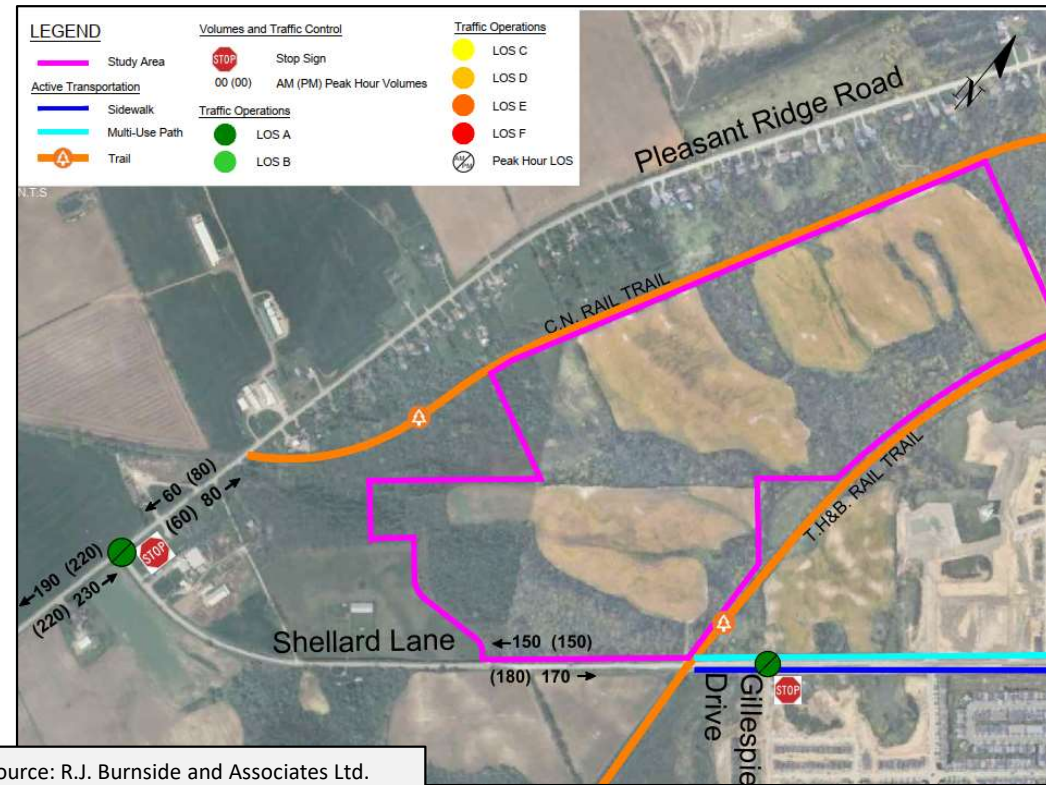 LEGEND
Study Area
Active Transportation
Sidewalk
Multi-Use Path
Trail
Volumes and Traffic Control
STOP
Stop Sign
00 (00)
AM (PM) Peak Hour Volumes
Traffic Operations
LOS A
LOS B
Traffic Operations
LOS C
LOS D
LOS E
LOS F
AM
PM
Peak Hour LOS
N.T.S
N
Pleasant Ridge Road
C.N. RAIL TRAIL
T.H&B. RAIL TRAIL
60 (80)
(60) 80
STOP
190 (220)
(220) 230
Shellard Lane
150 (150)
(180) 170
STOP
Gillespie
Drive
ource: R.J. Burnside and Associates Ltd.